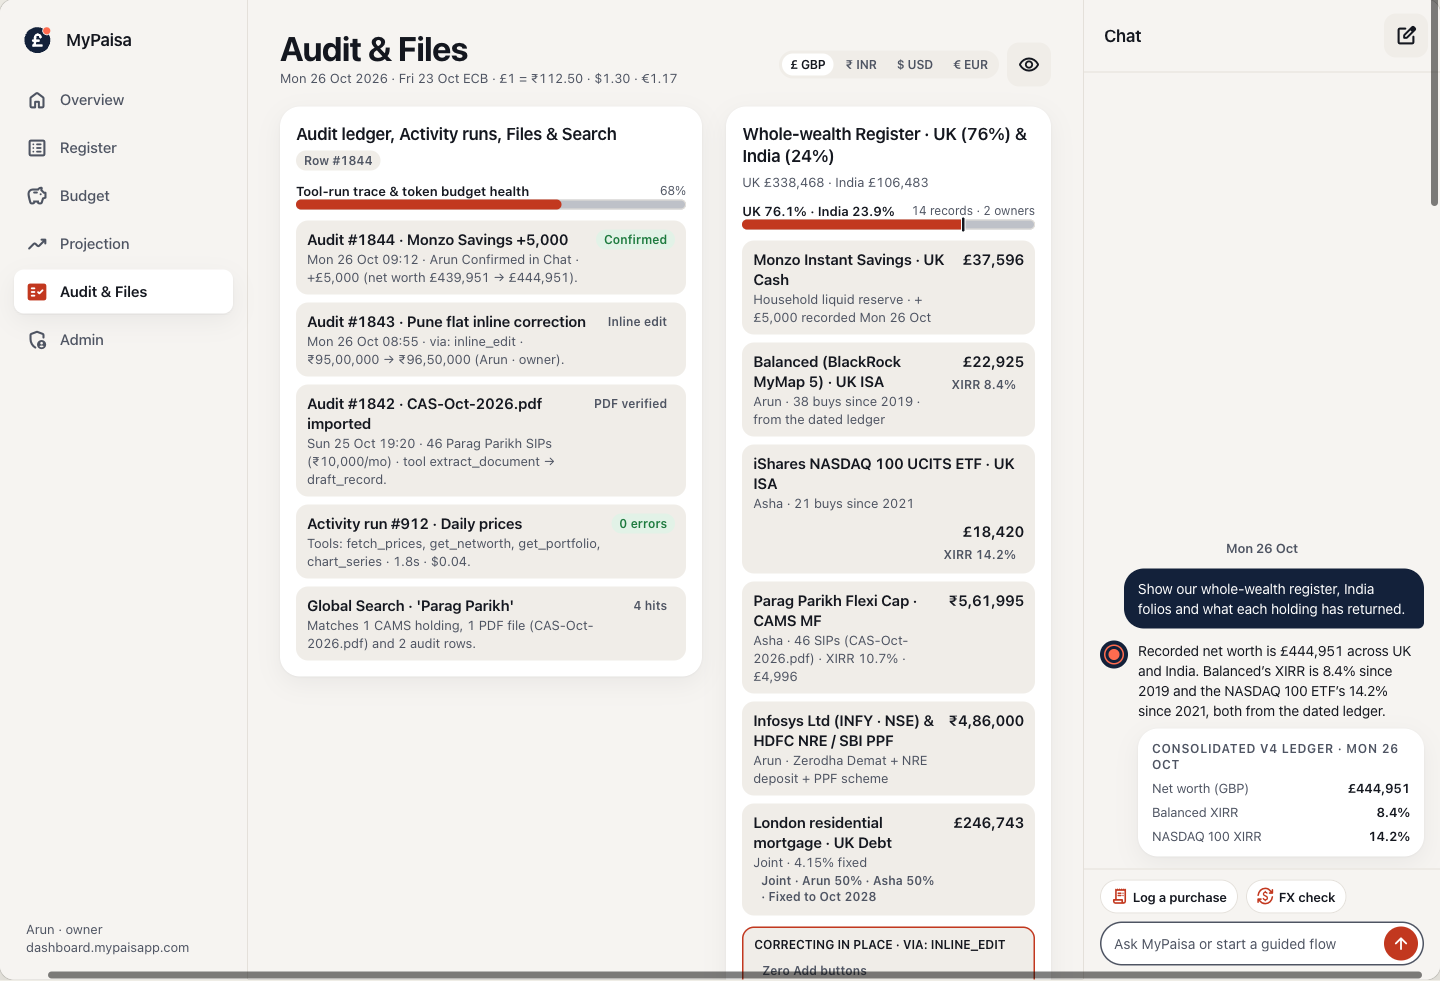 MyPaisa
Overview
Register
Budget
Projection
Audit & Files
Admin
Arun · owner
dashboard.mypaisapp.com
Audit & Files
Mon 26 Oct 2026 · Fri 23 Oct ECB · £1 = ₹112.50 · $1.30 · €1.17
£ GBP
₹ INR
$ USD
€ EUR
Audit ledger, Activity runs, Files & Search
Row #1844
Tool-run trace & token budget health
68%
Audit #1844 · Monzo Savings +5,000
Confirmed
Mon 26 Oct 09:12 · Arun Confirmed in Chat ·
+£5,000 (net worth £439,951 → £444,951).
Audit #1843 · Pune flat inline correction
Inline edit
Mon 26 Oct 08:55 · via: inline_edit ·
₹95,00,000 → ₹96,50,000 (Arun · owner).
Audit #1842 · CAS-Oct-2026.pdf
imported
PDF verified
Sun 25 Oct 19:20 · 46 Parag Parikh SIPs
(₹10,000/mo) · tool extract_document →
draft_record.
Activity run #912 · Daily prices
0 errors
Tools: fetch_prices, get_networth, get_portfolio,
chart_series · 1.8s · $0.04.
Global Search · 'Parag Parikh'
4 hits
Matches 1 CAMS holding, 1 PDF file (CAS-Oct-
2026.pdf) and 2 audit rows.
Whole-wealth Register · UK (76%) &
India (24%)
UK £338,468 · India £106,483
UK 76.1% · India 23.9%
14 records · 2 owners
Monzo Instant Savings · UK
Cash
£37,596
Household liquid reserve · +
£5,000 recorded Mon 26 Oct
Balanced (BlackRock
MyMap 5) · UK ISA
£22,925
XIRR 8.4%
Arun · 38 buys since 2019 ·
from the dated ledger
iShares NASDAQ 100 UCITS ETF · UK
ISA
Asha · 21 buys since 2021
£18,420
XIRR 14.2%
Parag Parikh Flexi Cap ·
CAMS MF
₹5,61,995
Asha · 46 SIPs (CAS-Oct-
2026.pdf) · XIRR 10.7% ·
£4,996
Infosys Ltd (INFY · NSE) &
HDFC NRE / SBI PPF
₹4,86,000
Arun · Zerodha Demat + NRE
deposit + PPF scheme
London residential
mortgage · UK Debt
£246,743
Joint · 4.15% fixed
Joint · Arun 50% · Asha 50%
· Fixed to Oct 2028
CORRECTING IN PLACE · VIA: INLINE_EDIT
Zero Add buttons
Chat
Mon 26 Oct
Show our whole-wealth register, India
folios and what each holding has returned.
Recorded net worth is £444,951 across UK
and India. Balanced's XIRR is 8.4% since
2019 and the NASDAQ 100 ETF's 14.2%
since 2021, both from the dated ledger.
CONSOLIDATED V4 LEDGER · MON 26
OCT
Net worth (GBP)
£444,951
Balanced XIRR
8.4%
NASDAQ 100 XIRR
14.2%
Log a purchase
FX check
Ask MyPaisa or start a guided flow